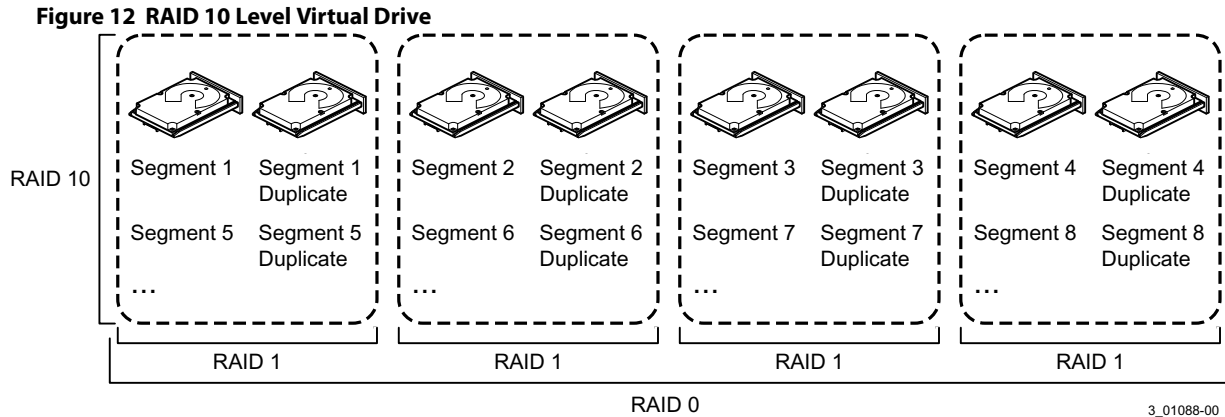 Figure 12 RAID 10 Level Virtual Drive
RAID 10
Segment 1 Segment 1 Duplicate
Segment 5 Segment 5 Duplicate
...
Segment 2 Segment 2 Duplicate
Segment 6 Segment 6 Duplicate
...
Segment 3 Segment 3 Duplicate
Segment 7 Segment 7 Duplicate
...
Segment 4 Segment 4 Duplicate
Segment 8 Segment 8 Duplicate
...
RAID 1 RAID 1 RAID 1 RAID 1
RAID 0
3_01088-00